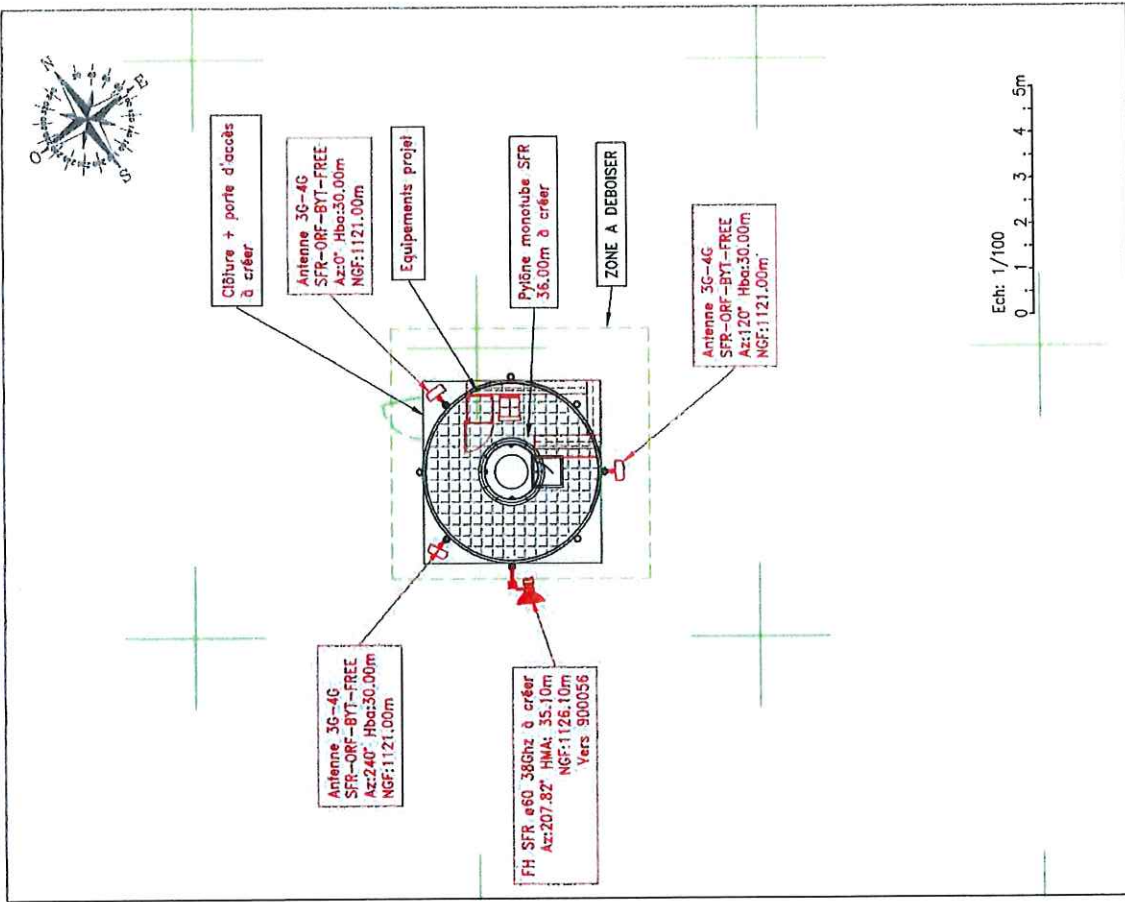 N
E
S
O
Clôture + porte d'accès
à créer
Antenne 3G-4G
SFR-ORF-BYT-FREE
Az:0° Hba:30.00m
NGF:1121.00m
Equipements projet
Pylône monotube SFR
36.00m à créer
ZONE A DEBOISER
Antenne 3G-4G
SFR-ORF-BYT-FREE
Az:120° Hba:30.00m
NGF:1121.00m
Antenne 3G-4G
SFR-ORF-BYT-FREE
Az:240° Hba:30.00m
NGF:1121.00m
FH SFR ø60 38Ghz à créer
Az:207.82° HMA: 35.10m
NGF:1126.10m
Vers 900056
Ech: 1/100
0 1 2 3 4 5m